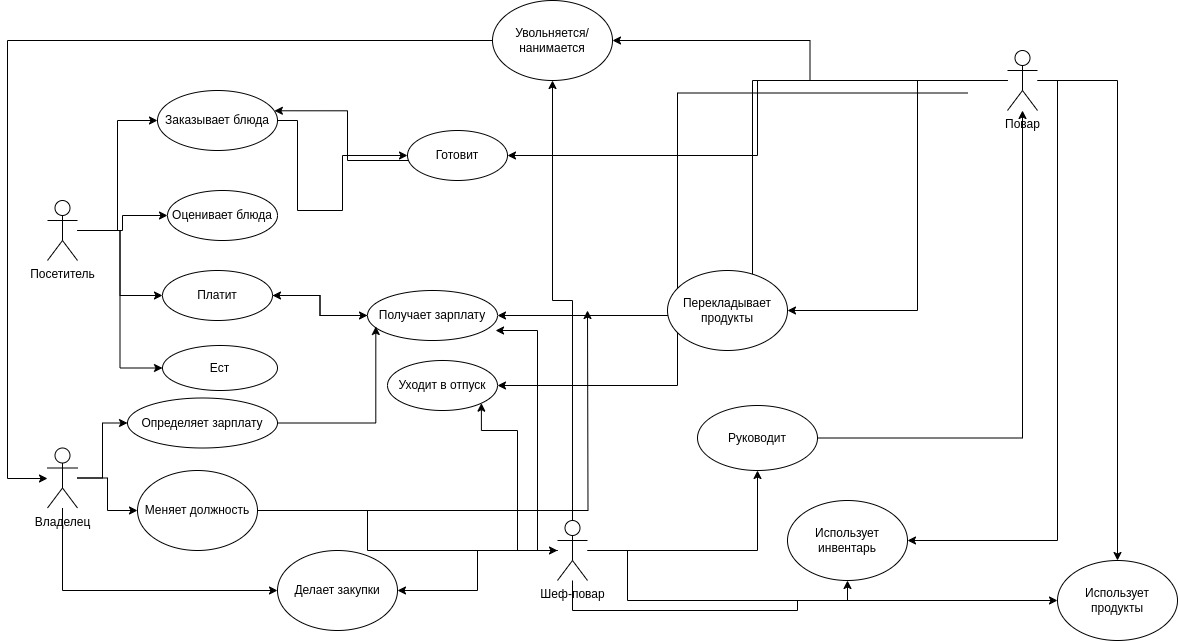 Увольняется/
нанимается
Повар
Заказывает блюда
Готовит
Оценивает блюда
Посетитель
Платит
Получает зарплату
Перекладывает
продукты
Ест
Уходит в отпуск
Определяет зарплату
Руководит
Владелец
Меняет должность
Использует
инвентарь
Делает закупки
Шеф-повар
Использует
продукты